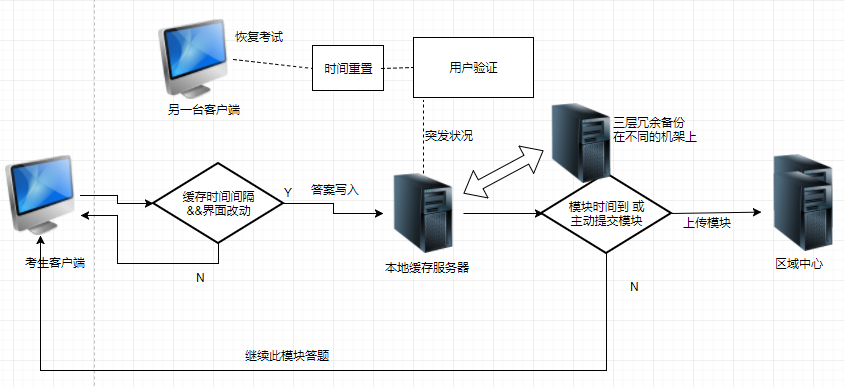 恢复考试
时间重置
用户验证
另一台客户端
突发状况
三层冗余备份
在不同的机架上
缓存时间间隔
&&界面改动
Y
答案写入
模块时间到 或
主动提交模块
上传模块
考生客户端
N
本地缓存服务器
区域中心
N
继续此模块答题